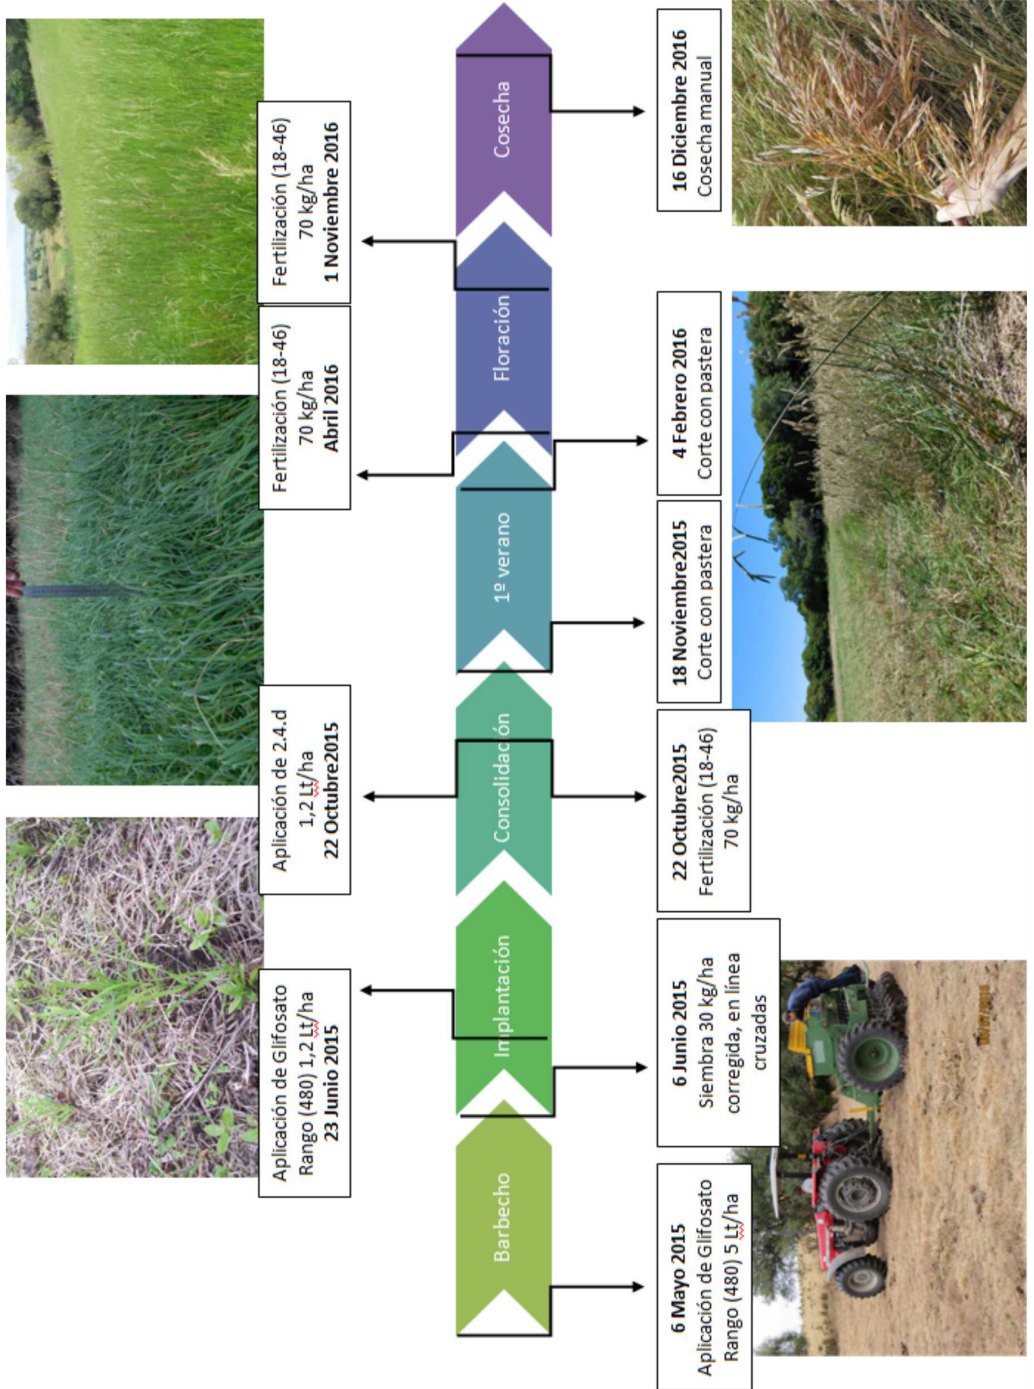 Aplicación de Glifosato
Rango (480) 1,2 Lt/ha
23 Junio 2015
Aplicación de 2.4.d
1,2 Lt/ha
22 Octubre2015
Fertilización (18-46)
70 kg/ha
Abril 2016
Fertilización (18-46)
70 kg/ha
1 Noviembre 2016
Barbecho
Implantación
Consolidación
1º verano
Floración
Cosecha
6 Mayo 2015
Aplicación de Glifosato
Rango (480) 5 Lt/ha
6 Junio 2015
Siembra 30 kg/ha
corregida, en línea
cruzadas
22 Octubre2015
Fertilización (18-46)
70 kg/ha
18 Noviembre2015
Corte con pastera
4 Febrero 2016
Corte con pastera
16 Diciembre 2016
Cosecha manual